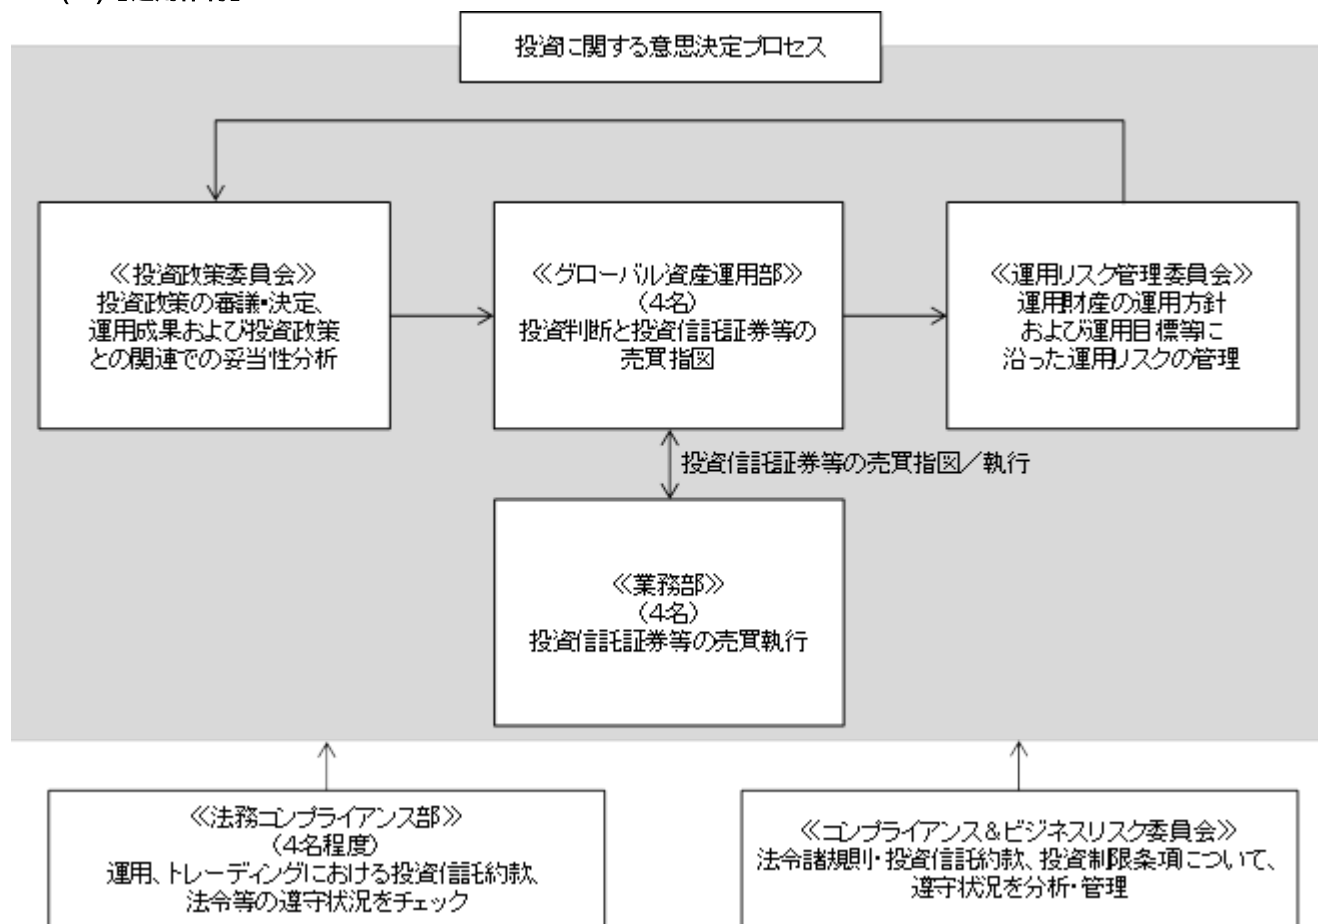 投資に関する意思決定プロセス
≪投資政策委員会≫
投資政策の審議・決定、
運用成果および投資政策
との関連での妥当性分析
≪グローバル資産運用部≫
(4名)
投資判断と投資信託証券等の
売買指図
≪運用リスク管理委員会≫
運用財産の運用方針
および運用目標等に
沿った運用リスクの管理
投資信託証券等の売買指図/執行
≪業務部≫
(4名)
投資信託証券等の売買執行
≪法務コンプライアンス部≫
(4名程度)
運用、トレーディングにおける投資信託約款、
法令等の遵守状況をチェック
≪コンプライアンス&ビジネスリスク委員会≫
法令諸規則・投資信託約款、投資制限条項について、
遵守状況を分析・管理